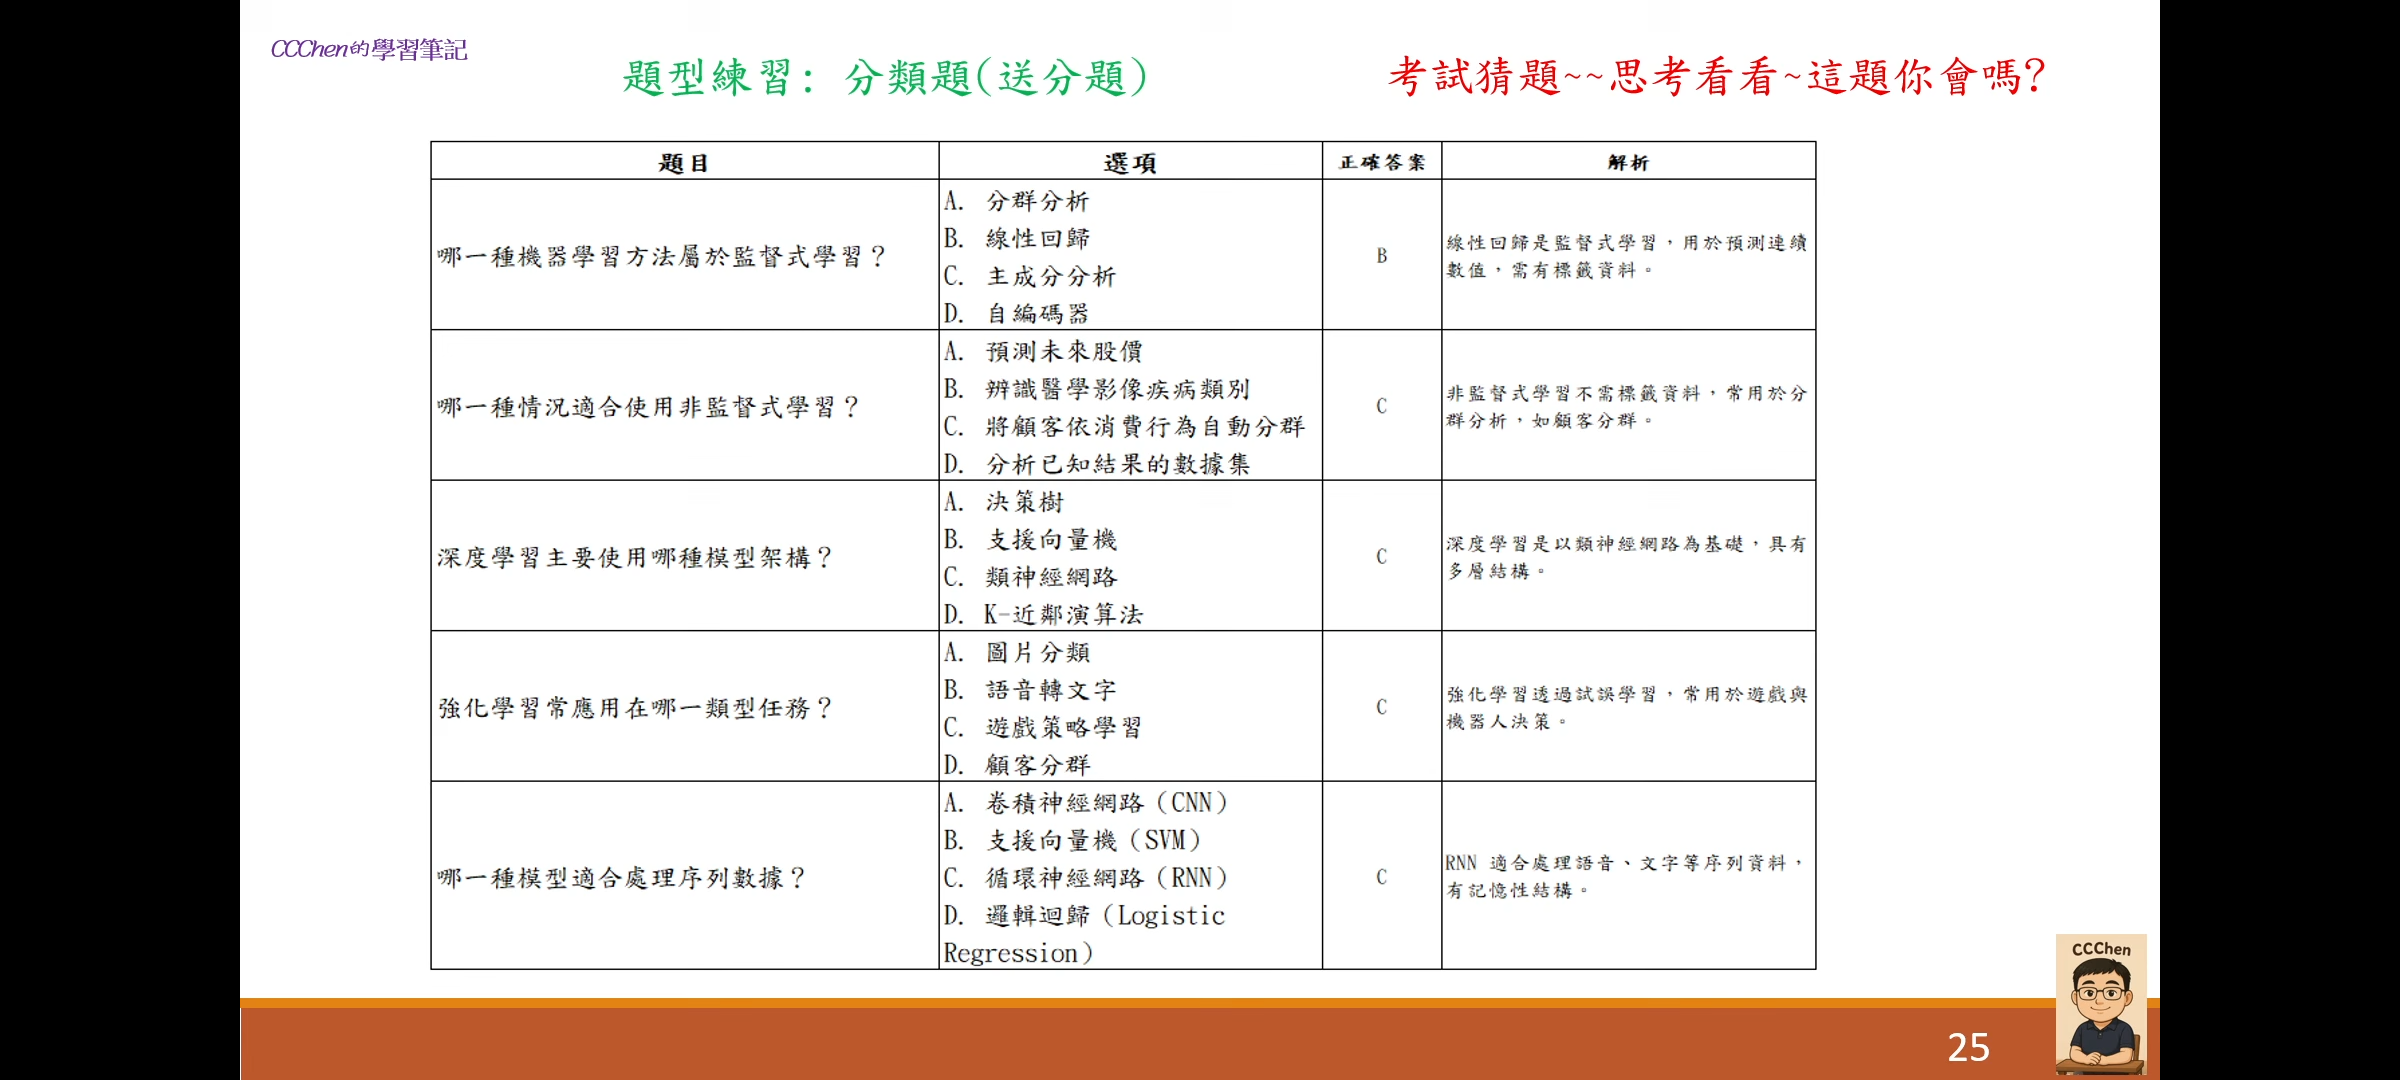 CCChen的學習筆記
題型練習: 分類題(送分題)
考試猜題~~思考看看~這題你會嗎?
題目
選項
正確答案
解析
哪一種機器學習方法屬於監督式學習？
A. 分群分析
B. 線性回歸
C. 主成分分析
D. 自編碼器
B
線性回歸是監督式學習，用於預測連續
數值，需有標籤資料。
哪一種情況適合使用非監督式學習？
A. 預測未來股價
B. 辨識醫學影像疾病類別
C. 將顧客依消費行為自動分群
D. 分析已知結果的數據集
C
非監督式學習不需標籤資料，常用於分
群分析，如顧客分群。
深度學習主要使用哪種模型架構？
A. 決策樹
B. 支援向量機
C. 類神經網路
D. K-近鄰演算法
C
深度學習是以類神經網路為基礎，具有
多層結構。
強化學習常應用在哪一類型任務？
A. 圖片分類
B. 語音轉文字
C. 遊戲策略學習
D. 顧客分群
C
強化學習透過試誤學習，常用於遊戲與
機器人決策。
哪一種模型適合處理序列數據？
A. 卷積神經網路（CNN）
B. 支援向量機（SVM）
C. 循環神經網路（RNN）
D. 邏輯迴歸（Logistic
Regression）
C
RNN 適合處理語音、文字等序列資料，
有記憶性結構。
CCChen
25